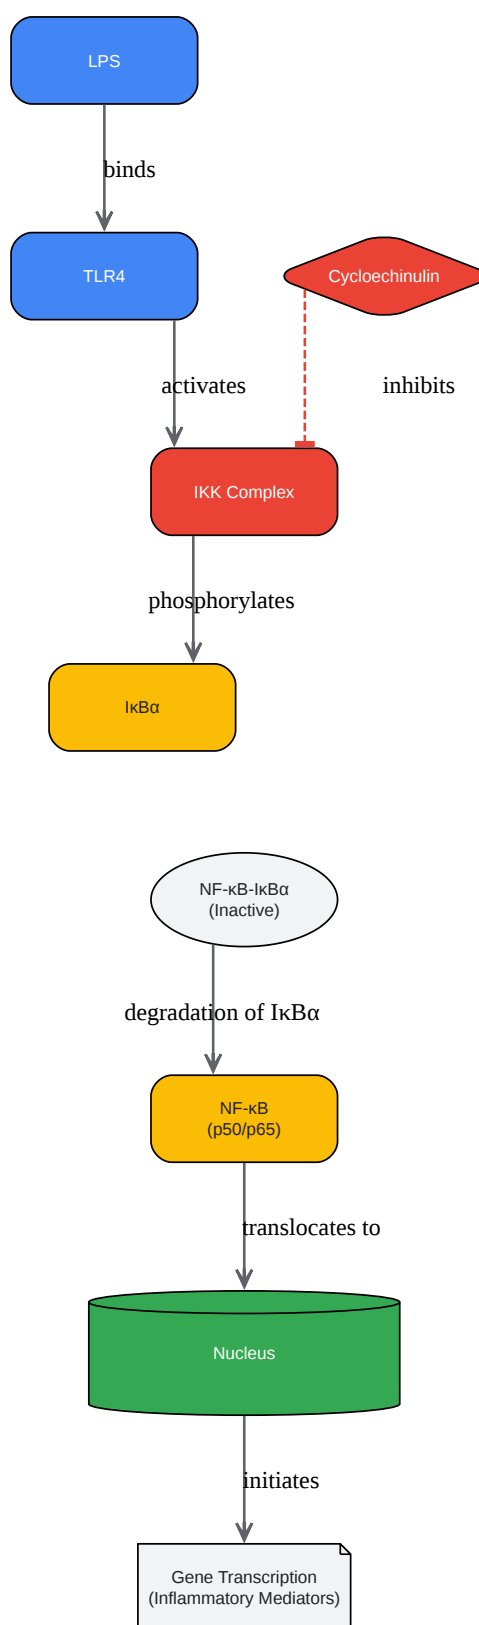 LPS
binds
TLR4
Cycloechinulin
activates
inhibits
IKK Complex
phosphorylates
IκBα
NF-κB-IκBα
(Inactive)
degradation of IκBα
NF-κB
(p50/p65)
translocates to
Nucleus
initiates
Gene Transcription
(Inflammatory Mediators)